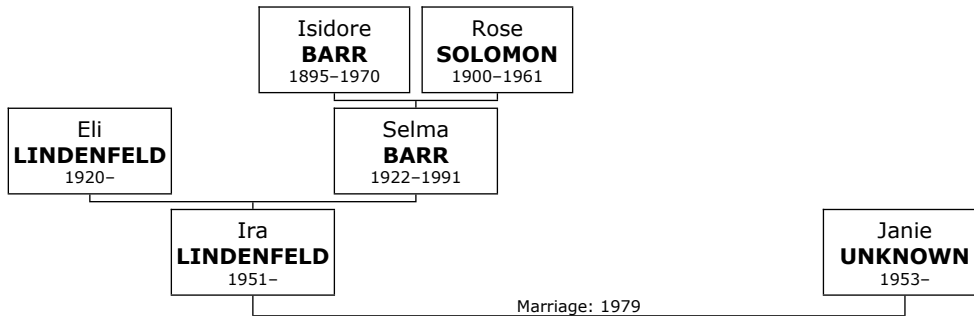 Isidore
BARR
1895–1970
Rose
SOLOMON
1900–1961
Eli
LINDENFELD
1920–
Selma
BARR
1922–1991
Ira
LINDENFELD
1951–
Janie
UNKNOWN
1953–
Marriage: 1979